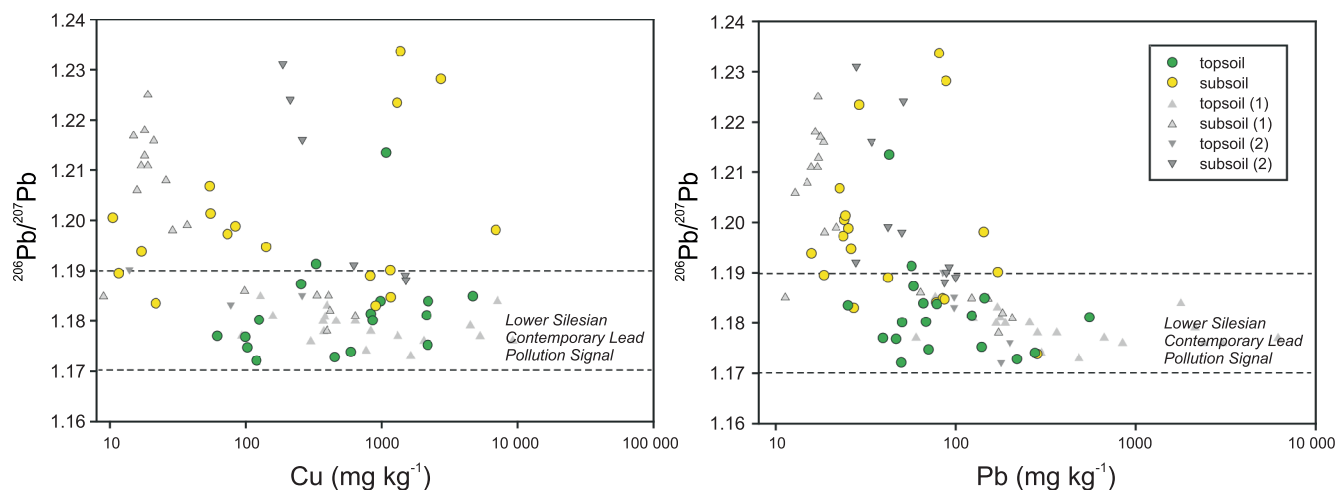 1.24
1.23
1.22
1.21
1.20
1.19
1.18
1.17
1.16
²⁰⁶Pb/²⁰⁷Pb
10
100
1000
10 000
100 000
Cu (mg kg⁻¹)
Lower Silesian
Contemporary Lead
Pollution Signal
1.24
1.23
1.22
1.21
1.20
1.19
1.18
1.17
1.16
²⁰⁶Pb/²⁰⁷Pb
10
100
1000
10 000
Pb (mg kg⁻¹)
topsoil
subsoil
topsoil (1)
subsoil (1)
topsoil (2)
subsoil (2)
Lower Silesian
Contemporary Lead
Pollution Signal